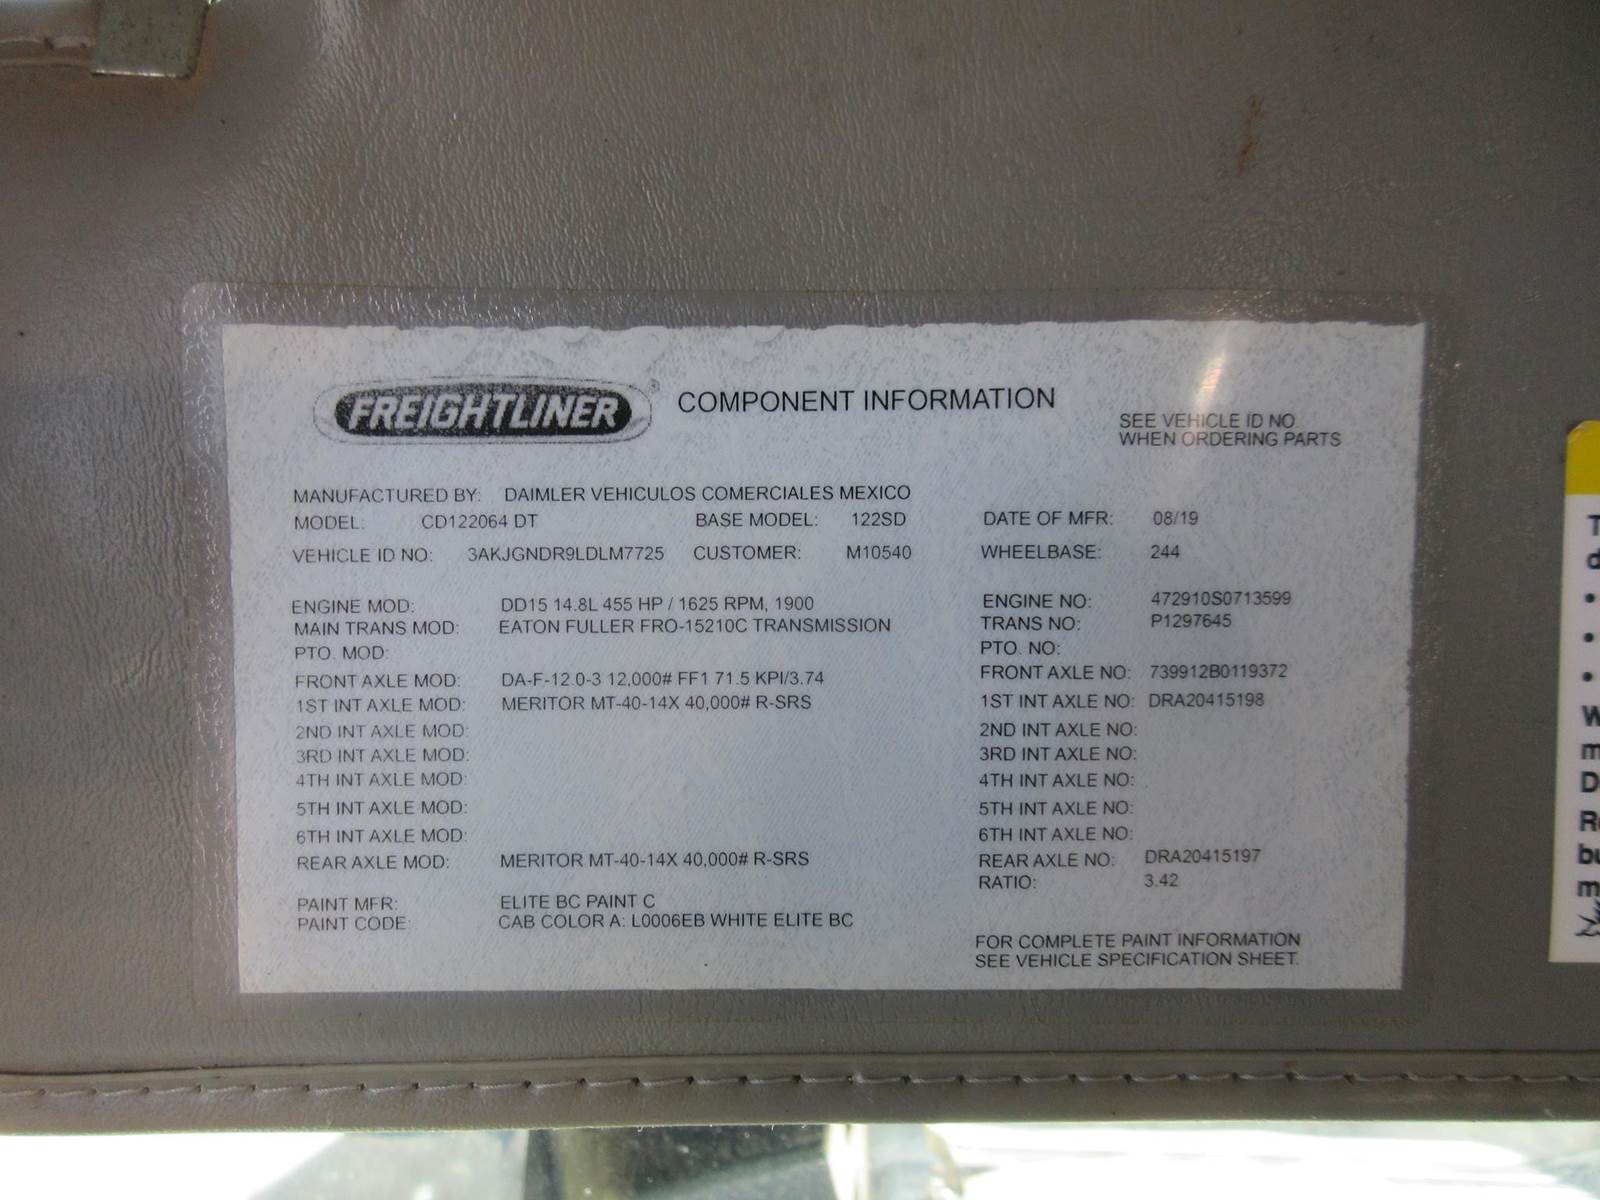 FREIGHTLINER®
COMPONENT INFORMATION
SEE VEHICLE ID NO.
WHEN ORDERING PARTS
MANUFACTURED BY: DAIMLER VEHICULOS COMERCIALES MEXICO
MODEL: CD122064 DT BASE MODEL: 122SD DATE OF MFR: 08/19
VEHICLE ID NO: 3AKJGNDR9LDLM7725 CUSTOMER: M10540 WHEELBASE: 244
ENGINE MOD: DD15 14.8L 455 HP / 1625 RPM, 1900 ENGINE NO: 472910S0713599
MAIN TRANS MOD: EATON FULLER FRO-15210C TRANSMISSION TRANS NO: P1297645
PTO. MOD: PTO. NO:
FRONT AXLE MOD: DA-F-12.0-3 12,000# FF1 71.5 KPI/3.74 FRONT AXLE NO: 739912B0119372
1ST INT AXLE MOD: MERITOR MT-40-14X 40,000# R-SRS 1ST INT AXLE NO: DRA20415198
2ND INT AXLE MOD: 2ND INT AXLE NO:
3RD INT AXLE MOD: 3RD INT AXLE NO:
4TH INT AXLE MOD: 4TH INT AXLE NO:
5TH INT AXLE MOD: 5TH INT AXLE NO:
6TH INT AXLE MOD: 6TH INT AXLE NO:
REAR AXLE MOD: MERITOR MT-40-14X 40,000# R-SRS REAR AXLE NO: DRA20415197
RATIO: 3.42
PAINT MFR: ELITE BC PAINT C
PAINT CODE: CAB COLOR A: L0006EB WHITE ELITE BC
FOR COMPLETE PAINT INFORMATION
SEE VEHICLE SPECIFICATION SHEET.